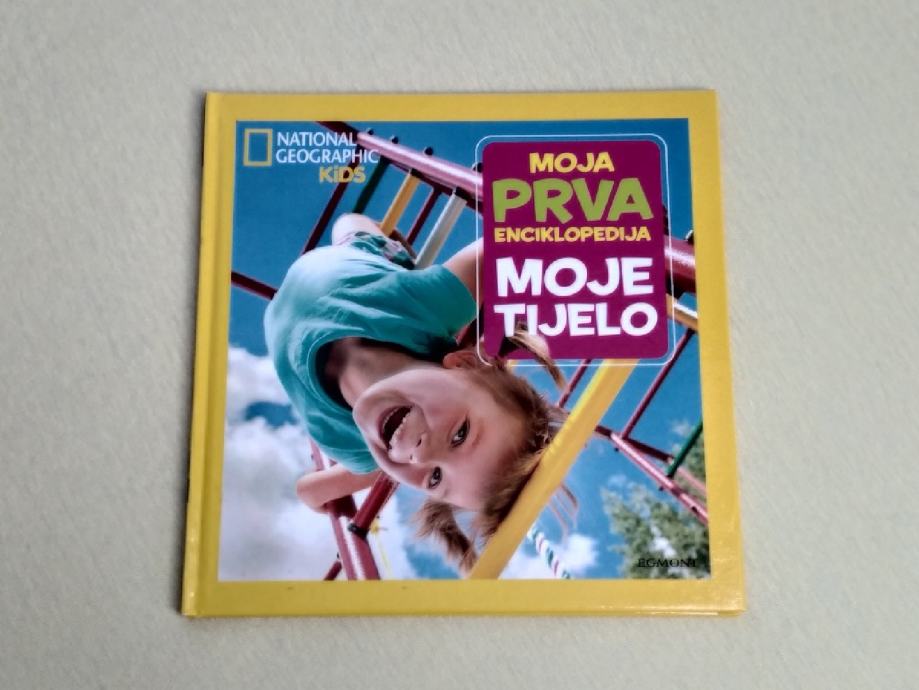 NATIONAL
GEOGRAPHIC
KiDS
MOJA
PRVA
ENCIKLOPEDIJA
MOJE
TIJELO
EGMONT